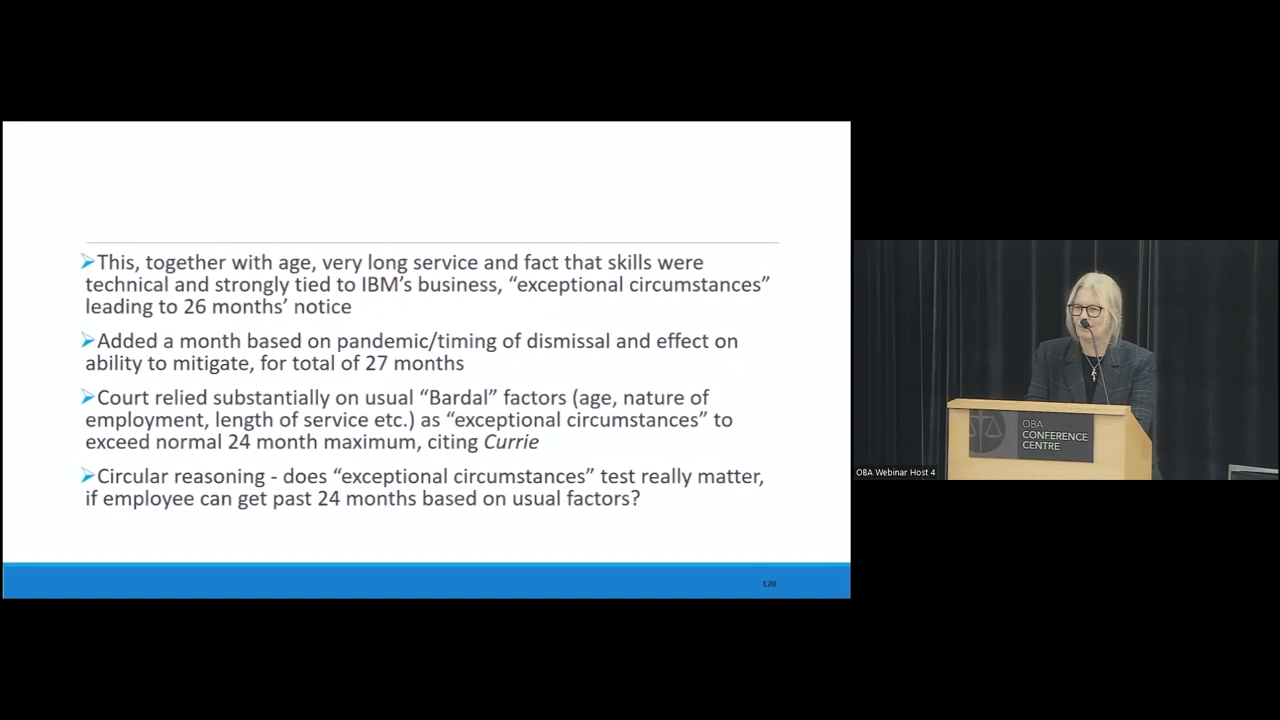 ➢This, together with age, very long service and fact that skills were
technical and strongly tied to IBM's business, “exceptional circumstances”
leading to 26 months' notice
➢Added a month based on pandemic/timing of dismissal and effect on
ability to mitigate, for total of 27 months
➢Court relied substantially on usual “Bardal” factors (age, nature of
employment, length of service etc.) as “exceptional circumstances” to
exceed normal 24 month maximum, citing Currie
➢Circular reasoning - does “exceptional circumstances” test really matter,
if employee can get past 24 months based on usual factors?
120
OBA
CONFERENCE
CENTRE
OBA Webinar Host 4